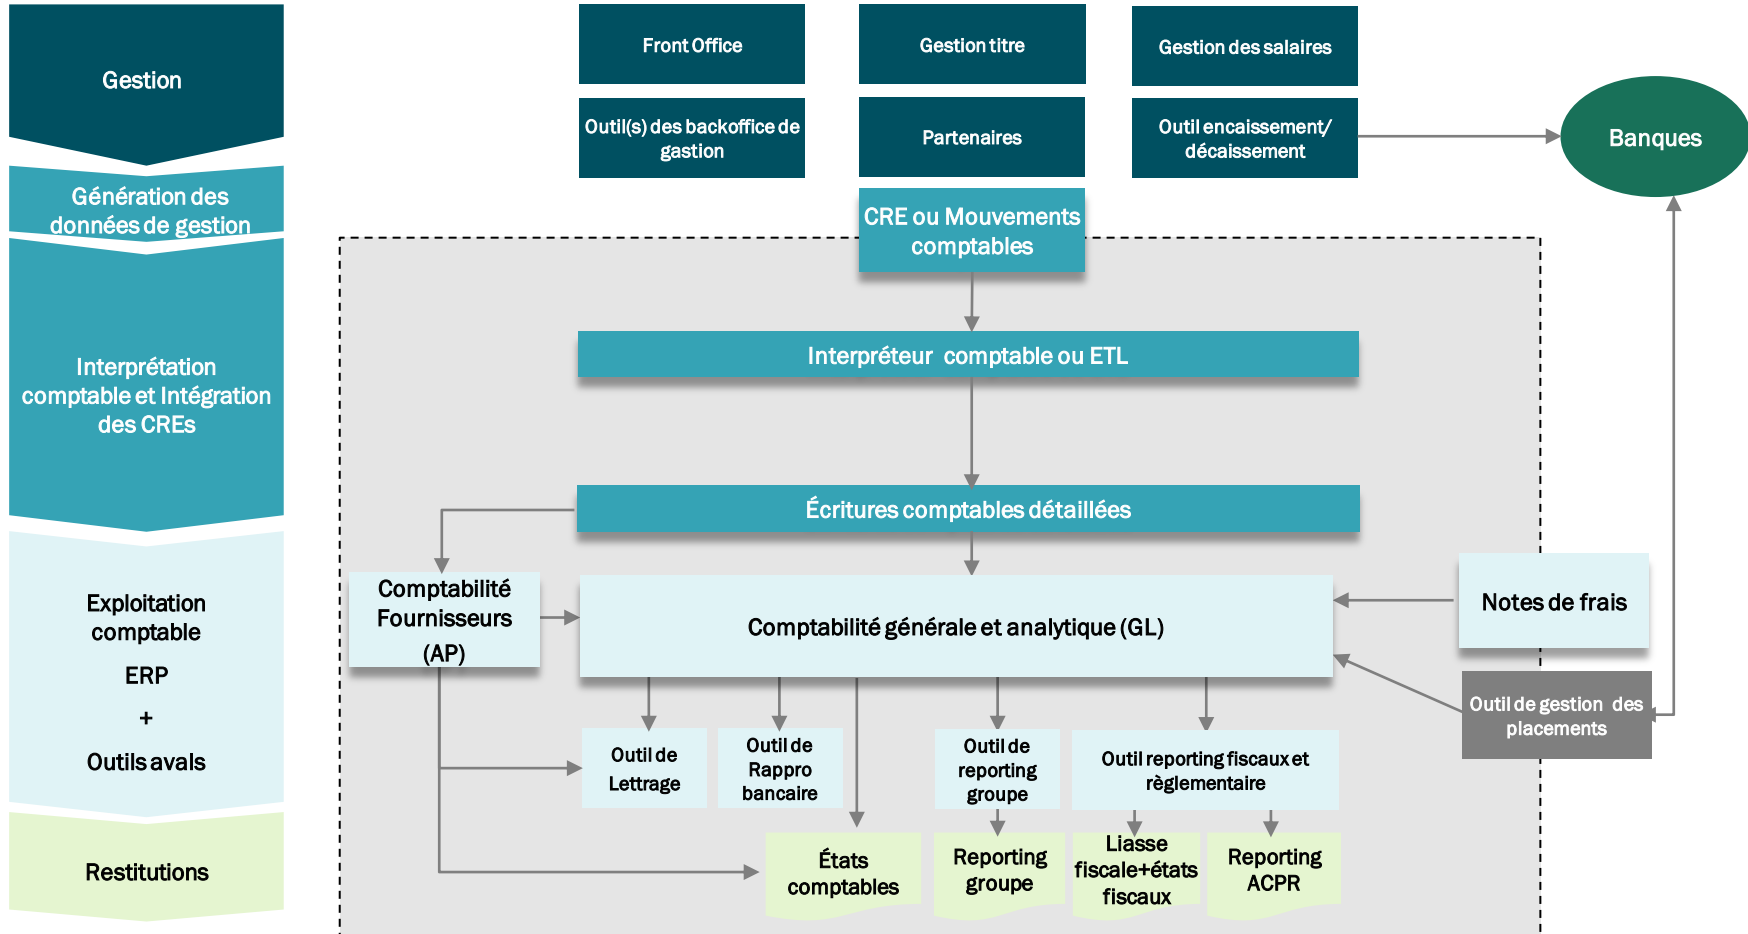 Gestion
Génération des
données de gestion
Interprétation
comptable et Intégration
des CREs
Exploitation
comptable
ERP
+
Outils avals
Restitutions
Front Office
Gestion titre
Gestion des salaires
Outil(s) des backoffice de
gastion
Partenaires
Outil encaissement/
décaissement
Banques
CRE ou Mouvements
comptables
Interpréteur comptable ou ETL
Écritures comptables détaillées
Comptabilité
Fournisseurs
(AP)
Comptabilité générale et analytique (GL)
Notes de frais
Outil de gestion des
placements
Outil de
Lettrage
Outil de
Rappro
bancaire
Outil de
reporting
groupe
Outil reporting fiscaux et
règlementaire
États
comptables
Reporting
groupe
Liasse
fiscale+états
fiscaux
Reporting
ACPR